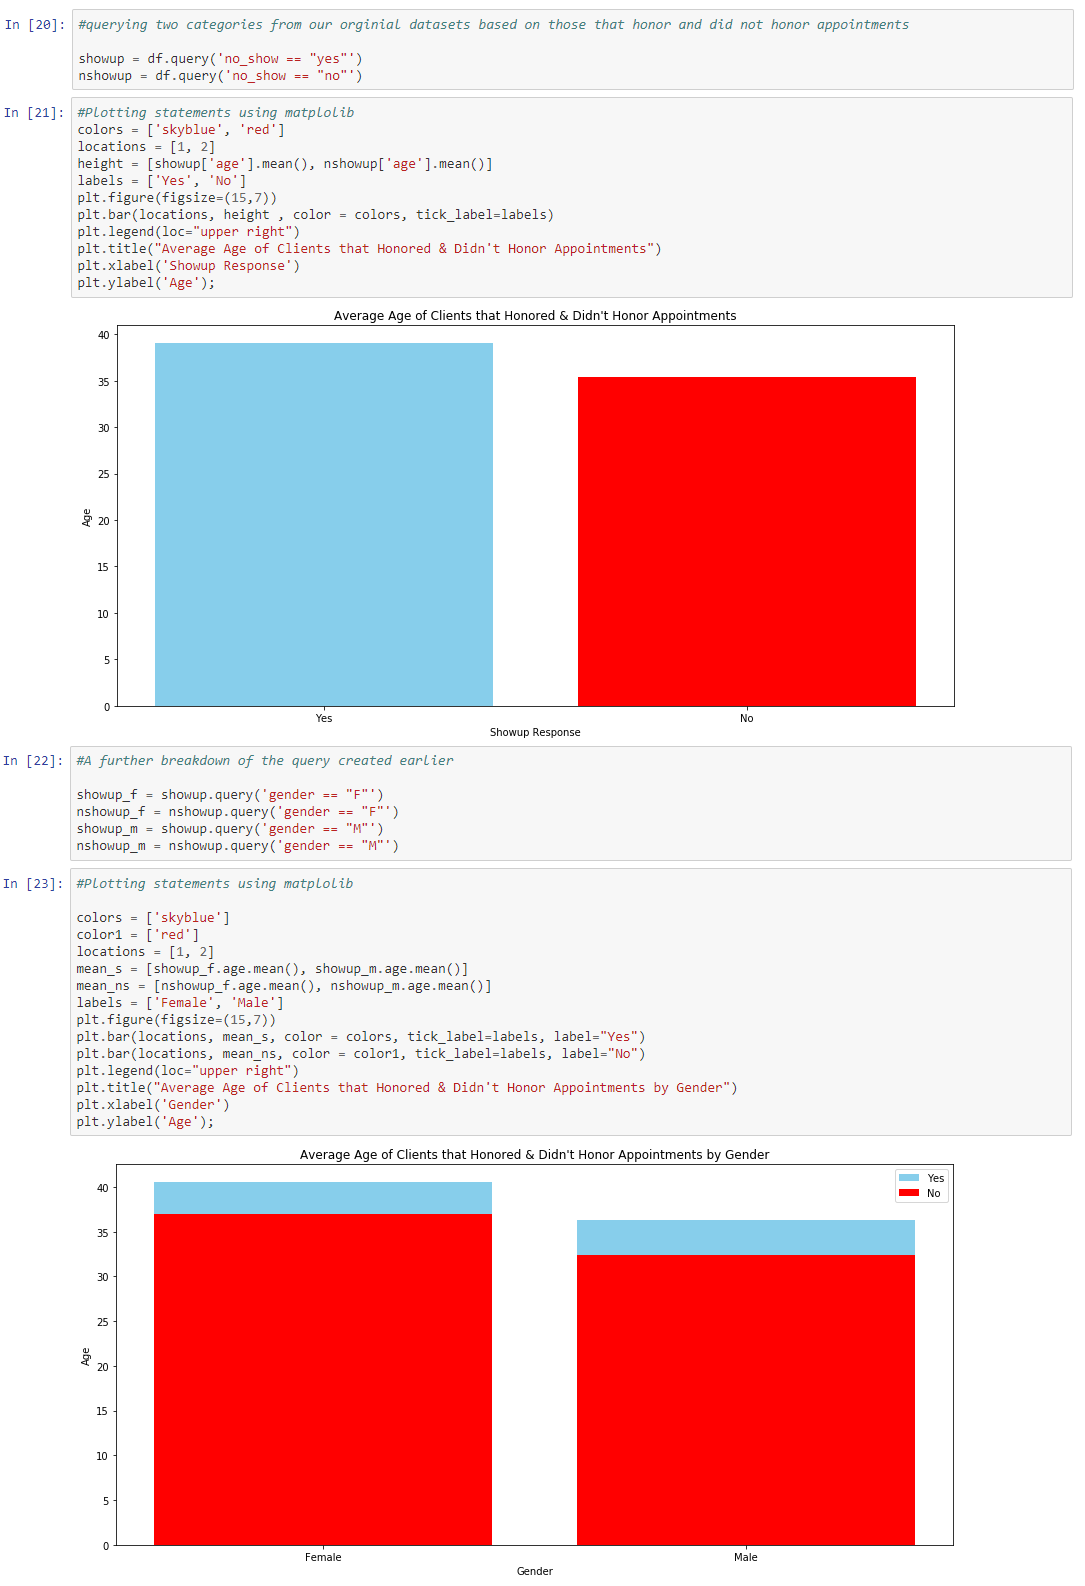 In [20]: #querying two categories from our orginial datasets based on those that honor and did not honor appointments
showup = df.query('no_show == "yes"')
nshowup = df.query('no_show == "no"')
In [21]: #Plotting statements using matplolib
colors = ['skyblue', 'red']
locations = [1, 2]
height = [showup['age'].mean(), nshowup['age'].mean()]
labels = ['Yes', 'No']
plt.figure(figsize=(15,7))
plt.bar(locations, height , color = colors, tick_label=labels)
plt.legend(loc="upper right")
plt.title("Average Age of Clients that Honored & Didn't Honor Appointments")
plt.xlabel('Showup Response')
plt.ylabel('Age');
Average Age of Clients that Honored & Didn't Honor Appointments
40
35
30
25
20
15
10
5
0
Age
Yes No
Showup Response
In [22]: #A further breakdown of the query created earlier
showup_f = showup.query('gender == "F"')
nshowup_f = nshowup.query('gender == "F"')
showup_m = showup.query('gender == "M"')
nshowup_m = nshowup.query('gender == "M"')
In [23]: #Plotting statements using matplolib
colors = ['skyblue']
color1 = ['red']
locations = [1, 2]
mean_s = [showup_f.age.mean(), showup_m.age.mean()]
mean_ns = [nshowup_f.age.mean(), nshowup_m.age.mean()]
labels = ['Female', 'Male']
plt.figure(figsize=(15,7))
plt.bar(locations, mean_s, color = colors, tick_label=labels, label="Yes")
plt.bar(locations, mean_ns, color = color1, tick_label=labels, label="No")
plt.legend(loc="upper right")
plt.title("Average Age of Clients that Honored & Didn't Honor Appointments by Gender")
plt.xlabel('Gender')
plt.ylabel('Age');
Average Age of Clients that Honored & Didn't Honor Appointments by Gender
Yes
No
40
35
30
25
20
15
10
5
0
Age
Female Male
Gender